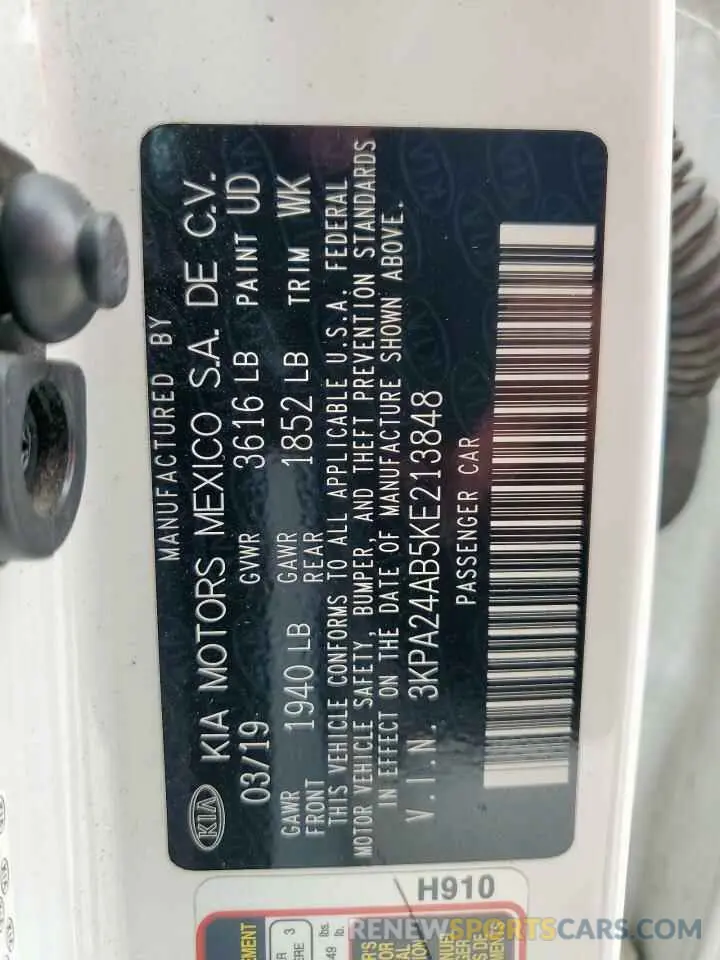 MANUFACTURED BY
KIA KIA MOTORS MEXICO S.A. DE C.V.
03/19 GVWR 3616 LB PAINT UD
GAWR FRONT 1940 LB GAWR REAR 1852 LB TRIM WK
THIS VEHICLE CONFORMS TO ALL APPLICABLE U.S.A. FEDERAL
MOTOR VEHICLE SAFETY, BUMPER, AND THEFT PREVENTION STANDARDS
IN EFFECT ON THE DATE OF MANUFACTURE SHOWN ABOVE.
V.I.N. 3KPA24AB5KE213848
PASSENGER CAR
H910
RENEWSPORTSCARS.COM